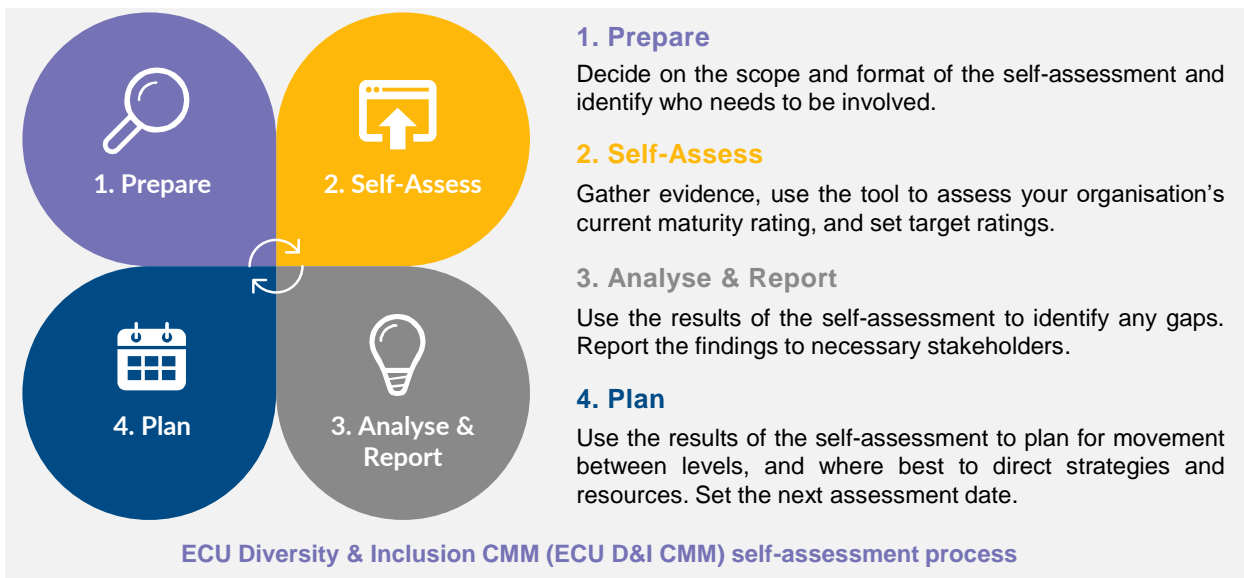 1. Prepare
2. Self-Assess
4. Plan
3. Analyse &
Report
1. Prepare
Decide on the scope and format of the self-assessment and
identify who needs to be involved.
2. Self-Assess
Gather evidence, use the tool to assess your organisation's
current maturity rating, and set target ratings.
3. Analyse & Report
Use the results of the self-assessment to identify any gaps.
Report the findings to necessary stakeholders.
4. Plan
Use the results of the self-assessment to plan for movement
between levels, and where best to direct strategies and
resources. Set the next assessment date.
ECU Diversity & Inclusion CMM (ECU D&I CMM) self-assessment process